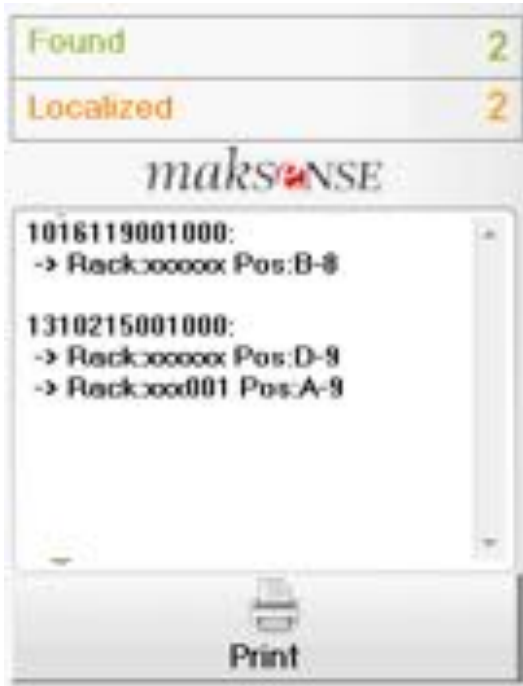 Found 2
Localized 2
makseNSE
1016119001000:
-> Rack:xxxxxx Pos:B-8
1310215001000:
-> Rack:xxxxxx Pos:D-9
-> Rack:xxx001 Pos:A-9
Print